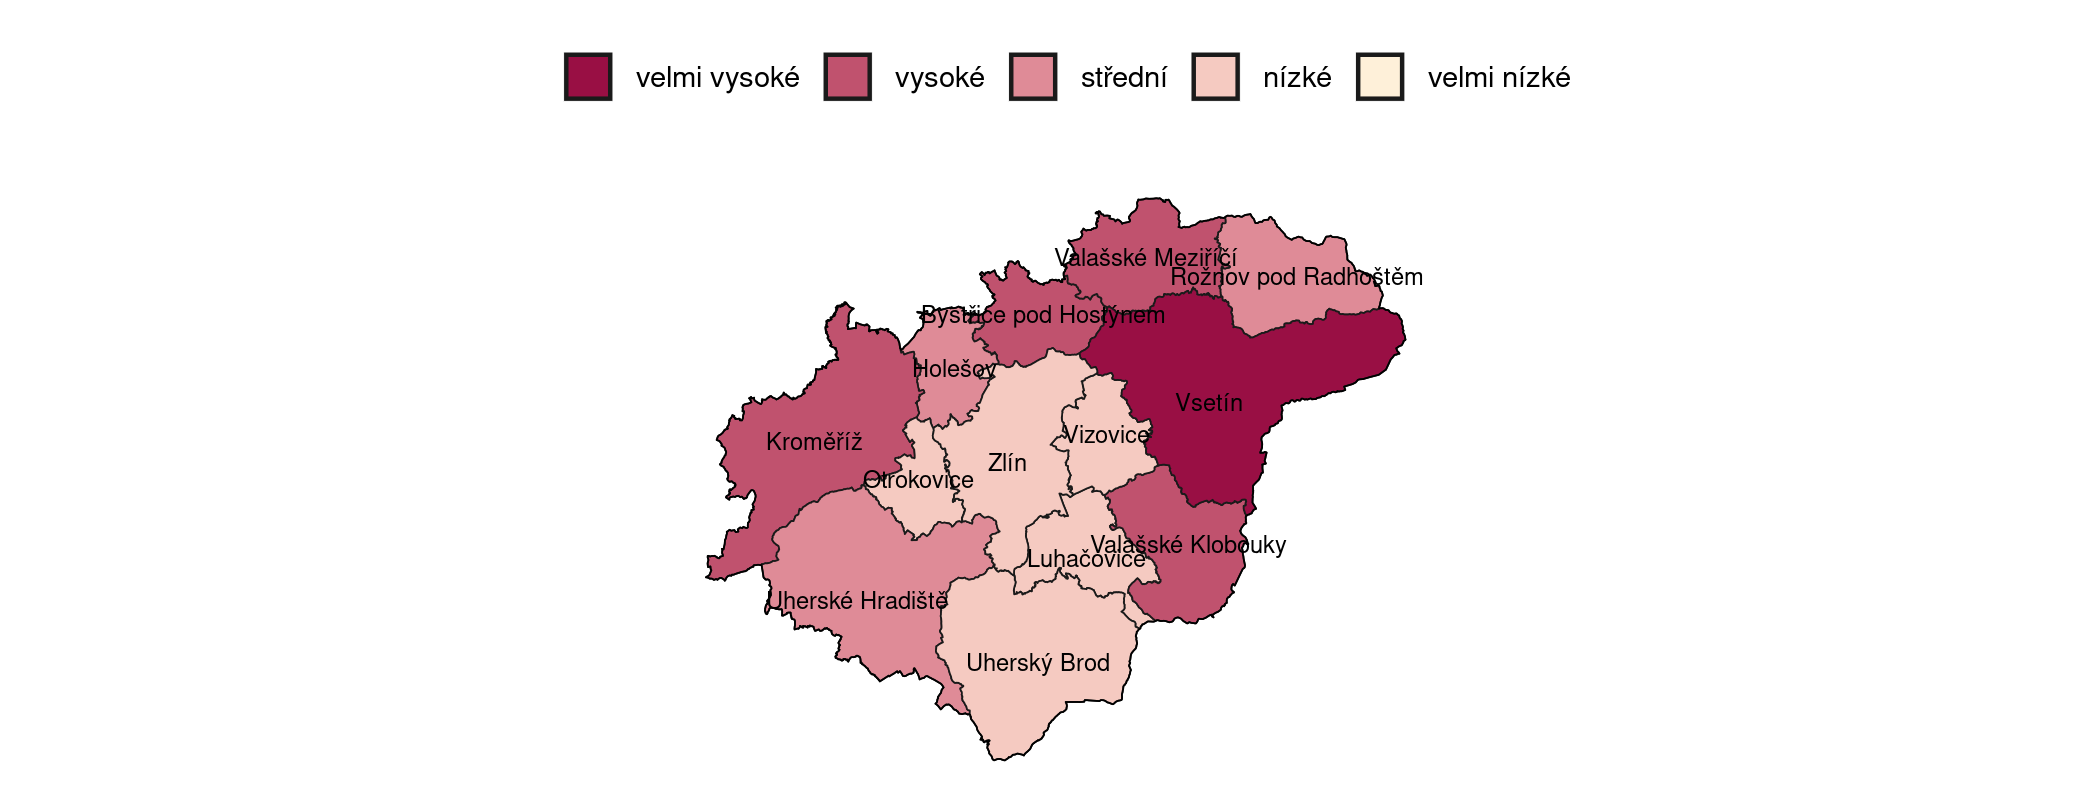 velmi vysoké vysoké střední nízké velmi nízké
Valašské Meziříčí
Rožnov pod Radhoštěm
Bystřice pod Hostýnem
Holešov
Vsetín
Vizovice
Kroměříž
Zlín
Otrokovice
Valašské Klobouky
Luhačovice
Uherské Hradiště
Uherský Brod